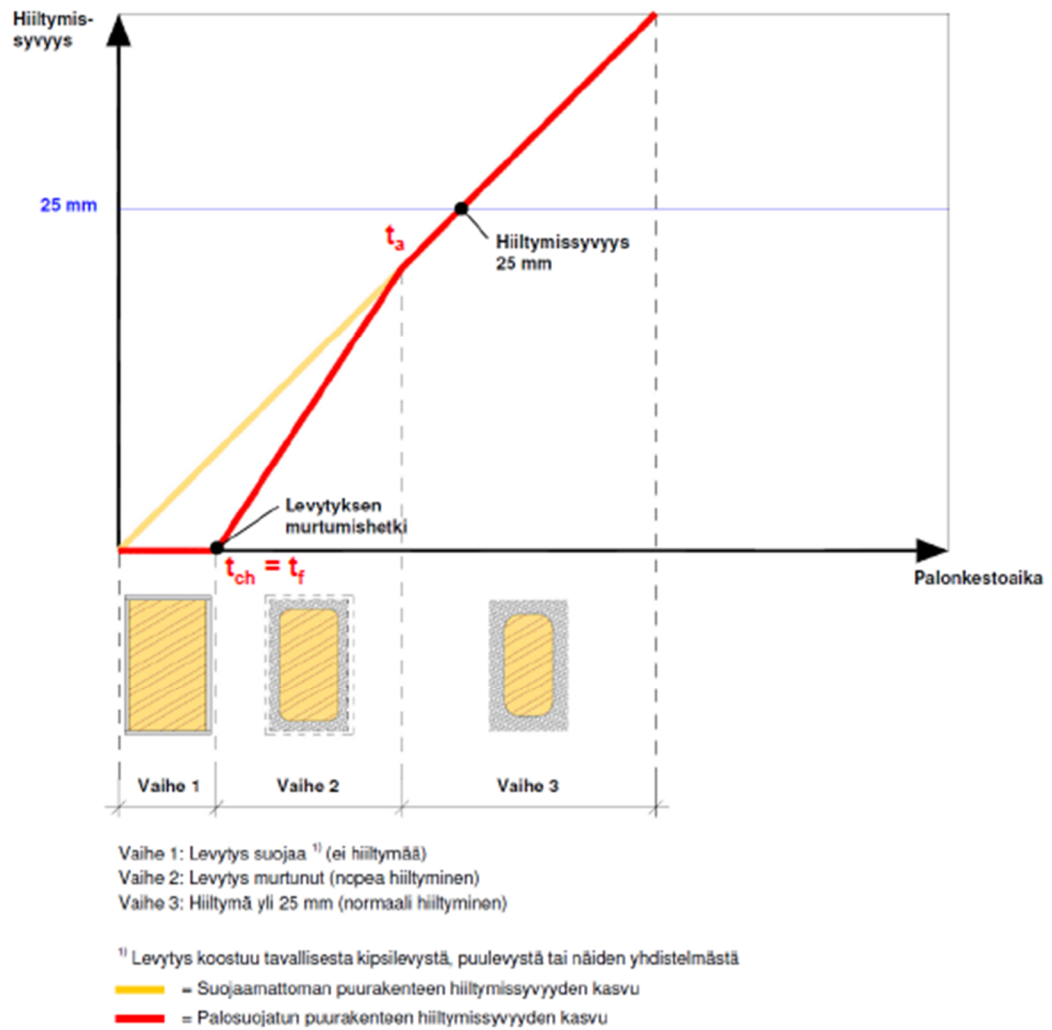 Hiiltymis-
syvyys
25 mm
ta
Hiiltymissyvyys
25 mm
Levytyksen
murtumishetki
tch = tf
Palonkestoaika
Vaihe 1
Vaihe 2
Vaihe 3
Vaihe 1: Levytys suojaa 1) (ei hiiltymää)
Vaihe 2: Levytys murtunut (nopea hiiltyminen)
Vaihe 3: Hiiltymä yli 25 mm (normaali hiiltyminen)
1) Levytys koostuu tavallisesta kipsilevystä, puulevystä tai näiden yhdistelmästä
= Suojaamattoman puurakenteen hiiltymissyvyyden kasvu
= Palosuojatun puurakenteen hiiltymissyvyyden kasvu